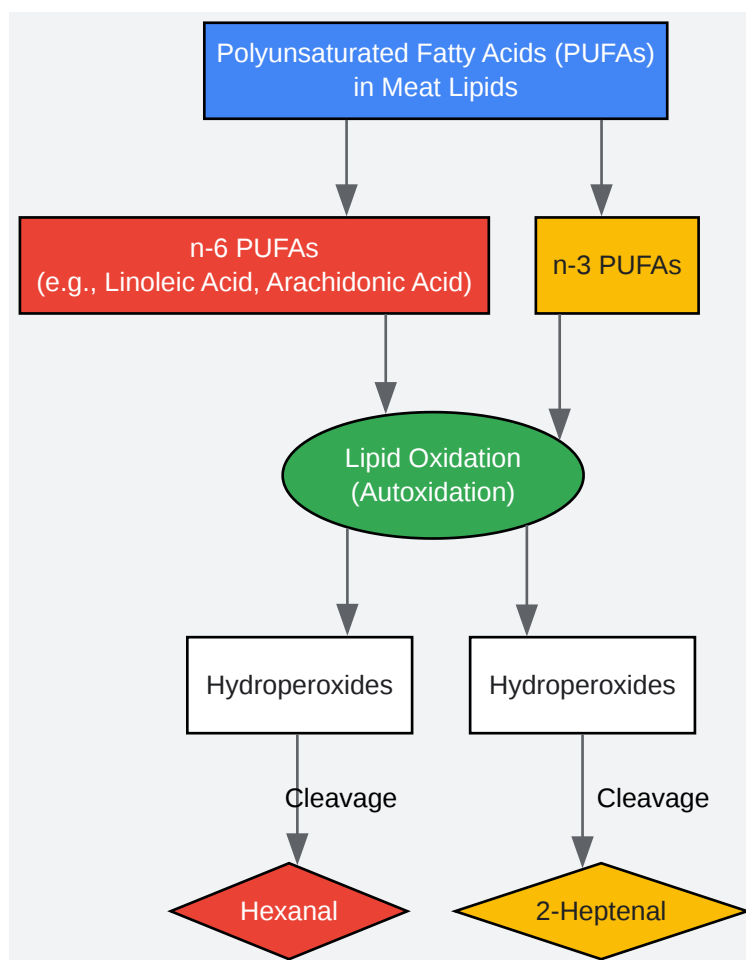 Polyunsaturated Fatty Acids (PUFAs)
in Meat Lipids
n-6 PUFAs
(e.g., Linoleic Acid, Arachidonic Acid)
n-3 PUFAs
Lipid Oxidation
(Autoxidation)
Hydroperoxides
Hydroperoxides
Cleavage
Cleavage
Hexanal
2-Heptenal